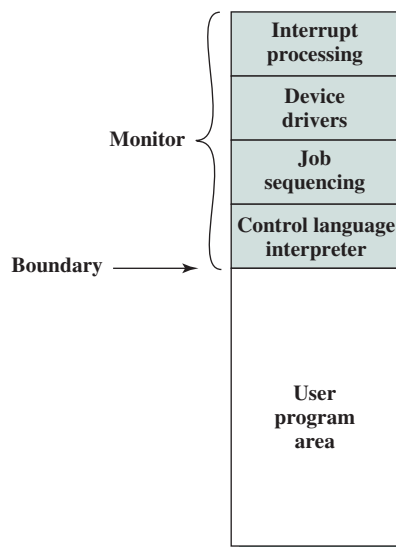 Interrupt
processing
Device
drivers
Monitor
Job
sequencing
Control language
interpreter
Boundary
User
program
area